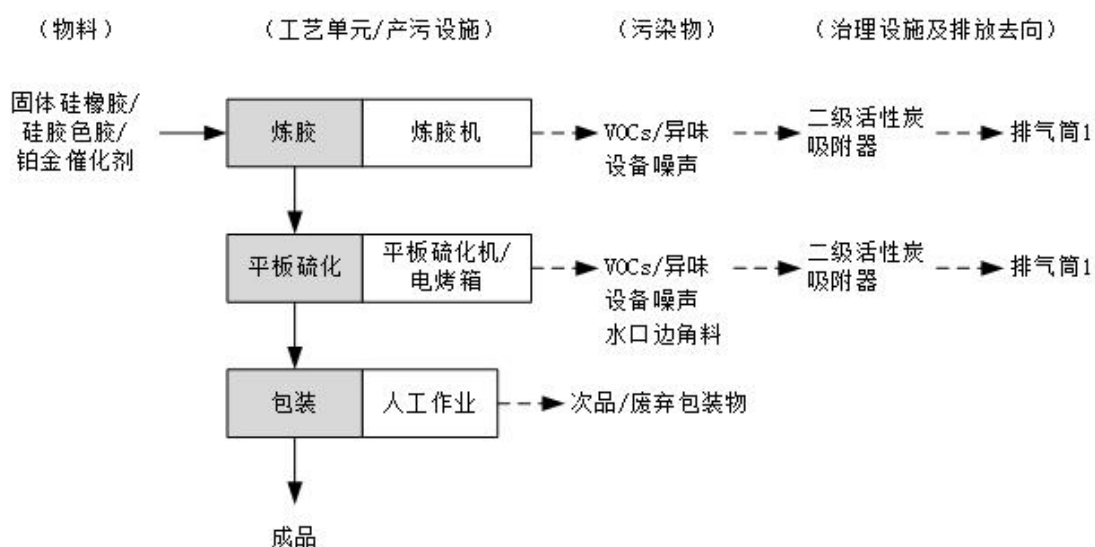 （物料）
（工艺单元/产污设施）
（污染物）
（治理设施及排放去向）
固体硅橡胶/
硅胶色胶/
铂金催化剂
炼胶
炼胶机
VOCs/异味
设备噪声
二级活性炭
吸附器
排气筒1
平板硫化
平板硫化机/
电烤箱
VOCs/异味
设备噪声
水口边角料
二级活性炭
吸附器
排气筒1
包装
人工作业
次品/废弃包装物
成品